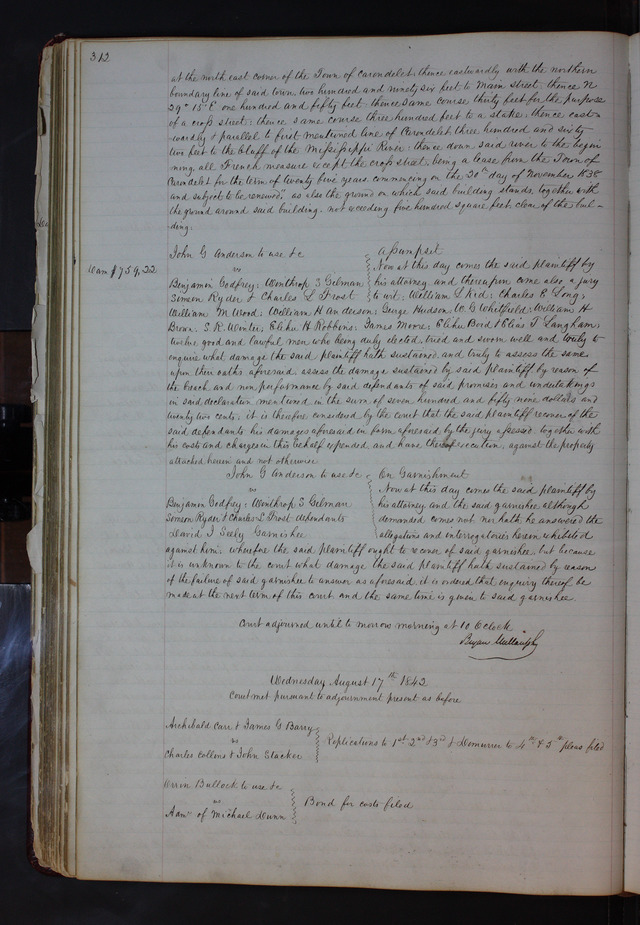 312
at the north east corner of the Town of Carondelet; thence eastwardly with the northern
boundary line of said town, two hundred and ninety six feet to Main street; thence N
29° 15' E one hundred and fifty feet; thence same course thirty feet for the purpose
of a cross street; thence same course three hundred feet to a stake; thence east-
wardly & parallel to first mentioned line of Carondelet three hundred and sixty
two feet to the bluff of the Mississippi River; thence down said river to the begin
ning, all French measure except the cross street, being a lease from the Town of
Carondelet for the term of twenty five years commencing on the 20th day of November 1838
and subject to be renewed", as also the ground on which said building stands, together with
the ground around said building, not exceeding five hundred square feet, clear of the buil-
ding.
John G Anderson to use &c
vs
Benjamin Godfrey; Winthrop S Gilman
Simeon Ryder & Charles L Frost
Dam $759,22
Assumpsit
Now at this day comes the said plaintiff by
his attorney and thereupon come also a jury
to wit: William L Kid; Charles E Long;
William M Wood; William H Anderson; George Hudson, W. G Whitfield; William H
Brown; S. R. Winter; Elihu H Robbins; James Moore; Elihu Boid & Elias T Langham;
twelve good and lawful men who being duly elected, tried and sworn well and truly to
enquire what damage the said plaintiff hath sustained, and truly to assess the same
upon their oaths aforesaid, assess the damage sustained by said plaintiff by reason of
the breach and non performance by said defendants of said promises and undertakings
in said declaration mentioned in the sum of seven hundred and fifty nine dollars and
twenty two cents; it is therefore considered by the court that the said plaintiff recover of the
said defendants his damages aforesaid in form aforesaid by the jury assessed together with
his costs and charges in this behalf expended and have thereof execution, against the property
attached herein and not otherwise
John G Anderson to use &c
vs
Benjamin Godfrey; Winthrop S Gilman
Simeon Ryder & Charles L Frost defendants
David T Seely Garnishee
On Garnishment
Now at this day comes the said plaintiff by
his attorney and the said garnishee although
demanded comes not nor hath he answered the
allegations and interrogatories herein exhibited
against him; wherefore the said plaintiff ought to recover of said garnishee, but because
it is unknown to the court what damage the said plaintiff hath sustained by reason
of the failure of said garnishee to answer as aforesaid, it is ordered that enquiry thereof be
made at the next term of this court and the same time is given to said garnishee
Court adjourned until to morrow morning at 10 OClock
Bryan Mullanphy
Wednesday August 17th 1842
Court met pursuant to adjournment present as before
Archibald Carr & James G Barry
vs
Charles Collins & John Stacker
Replications to 1st 2nd & 3rd & Demurrer to 4th & 5th pleas filed
Orron Bullock to use &c
vs
Admr of Michael Dunn
Bond for costs filed